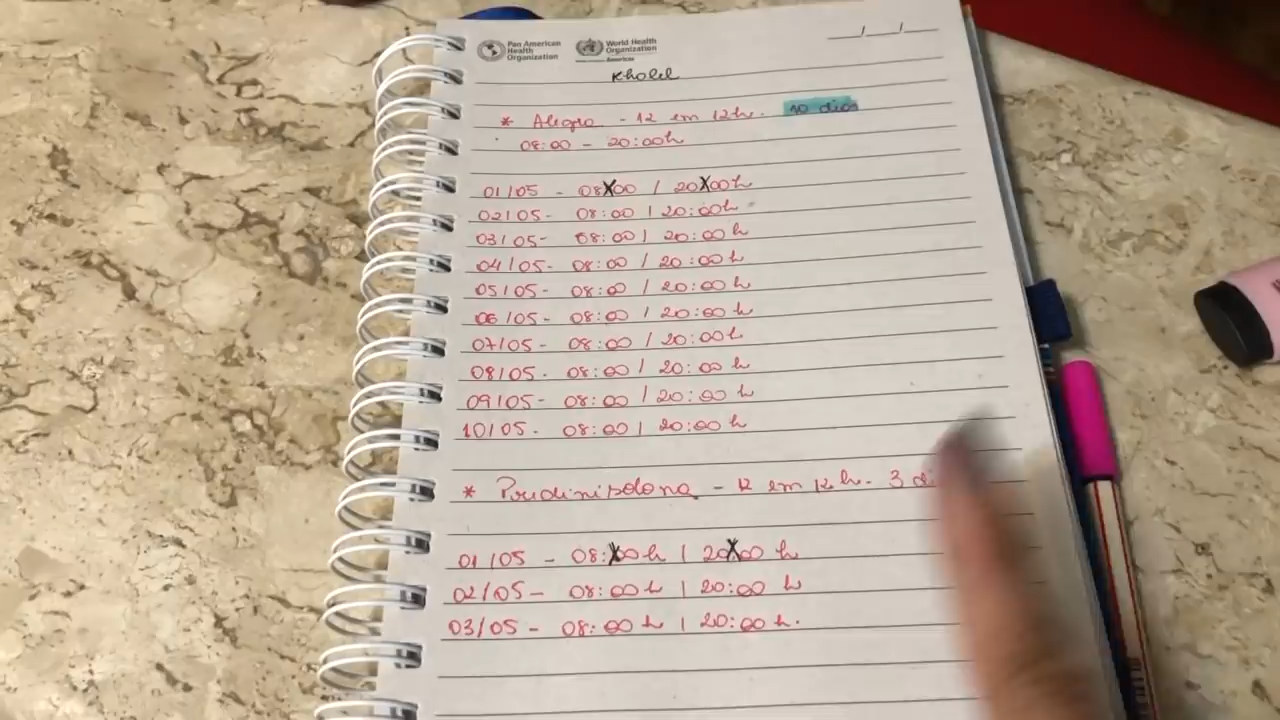 Pan American
Health
Organization
World Health
Organization
Americas
Kholel
* Alegra - 12 em 12h. 10 dias
08:00 - 20:00h
01/05 - 08:00 / 20:00h
02/05 - 08:00 / 20:00h
03/05 - 08:00 / 20:00h
04/05 - 08:00 / 20:00h
05/05 - 08:00 / 20:00h
06/05 - 08:00 / 20:00h
07/05 - 08:00 / 20:00h
08/05 - 08:00 / 20:00h
09/05 - 08:00 / 20:00h
10/05 - 08:00 / 20:00h
* Prednisolona - 12 em 12h. 3
01/05 - 08:00h / 20:00h
02/05 - 08:00h / 20:00h
03/05 - 08:00h / 20:00h.